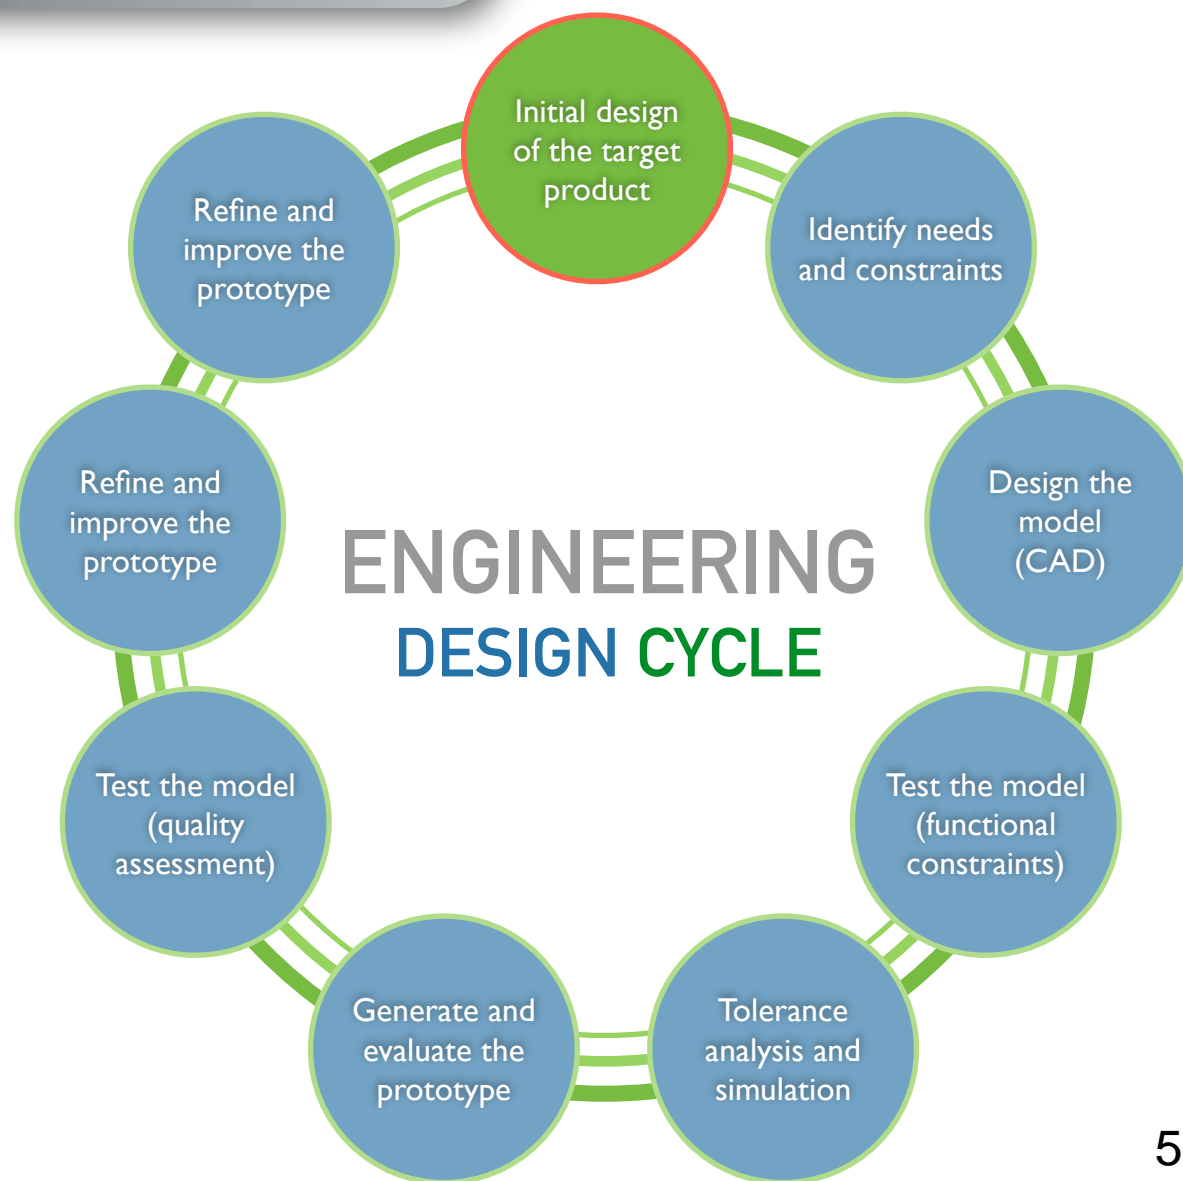 Initial design
of the target
product
Identify needs
and constraints
Design the
model
(CAD)
Test the model
(functional
constraints)
Tolerance
analysis and
simulation
Generate and
evaluate the
prototype
Test the model
(quality
assessment)
Refine and
improve the
prototype
Refine and
improve the
prototype
ENGINEERING
DESIGN CYCLE
5